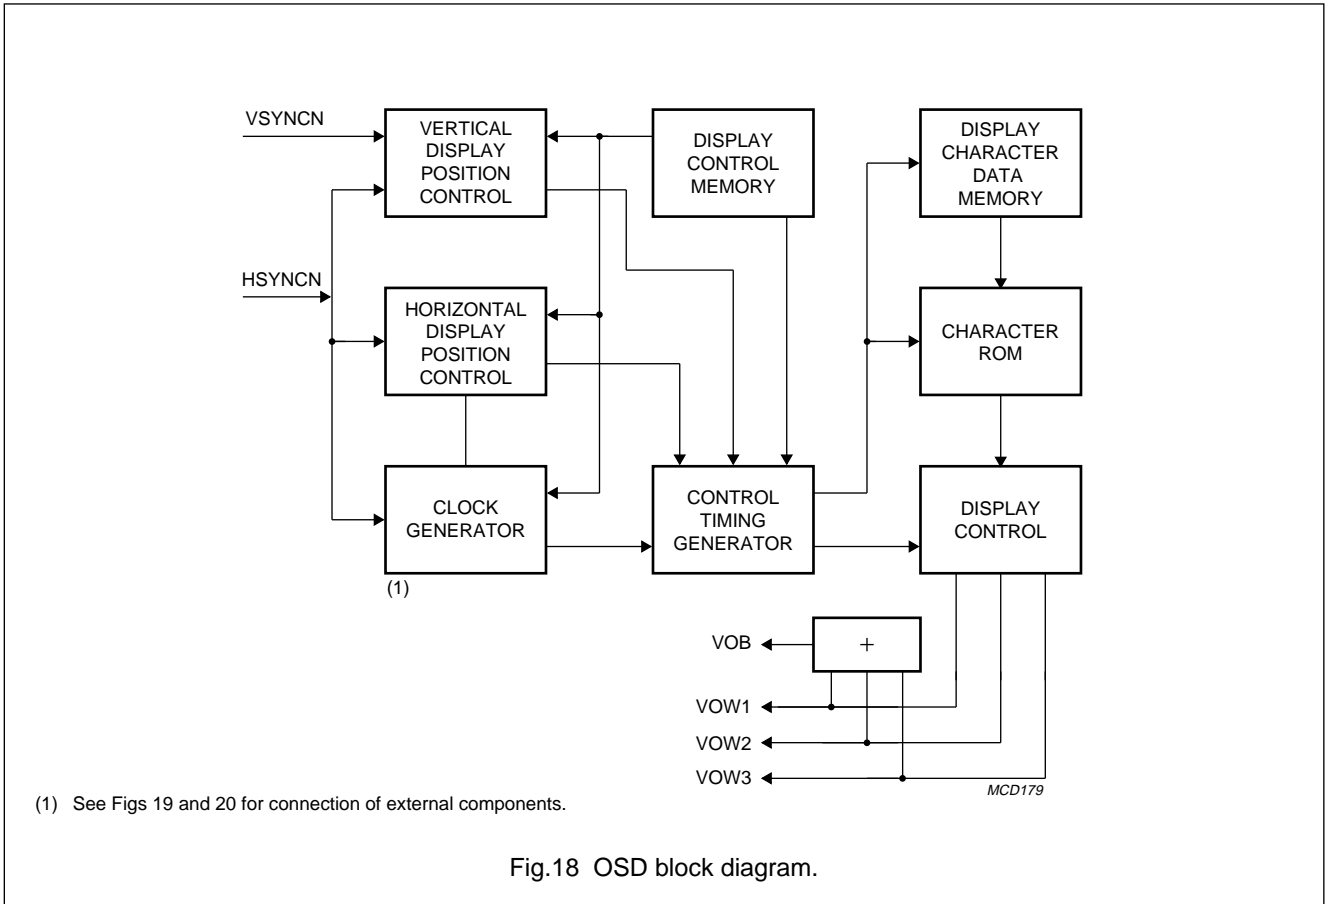 VSYNCN
VERTICAL
DISPLAY
POSITION
CONTROL
DISPLAY
CONTROL
MEMORY
DISPLAY
CHARACTER
DATA
MEMORY
HSYNCN
HORIZONTAL
DISPLAY
POSITION
CONTROL
CHARACTER
ROM
CLOCK
GENERATOR
(1)
CONTROL
TIMING
GENERATOR
DISPLAY
CONTROL
VOB
+
VOW1
VOW2
VOW3
MCD179
(1) See Figs 19 and 20 for connection of external components.
Fig.18 OSD block diagram.